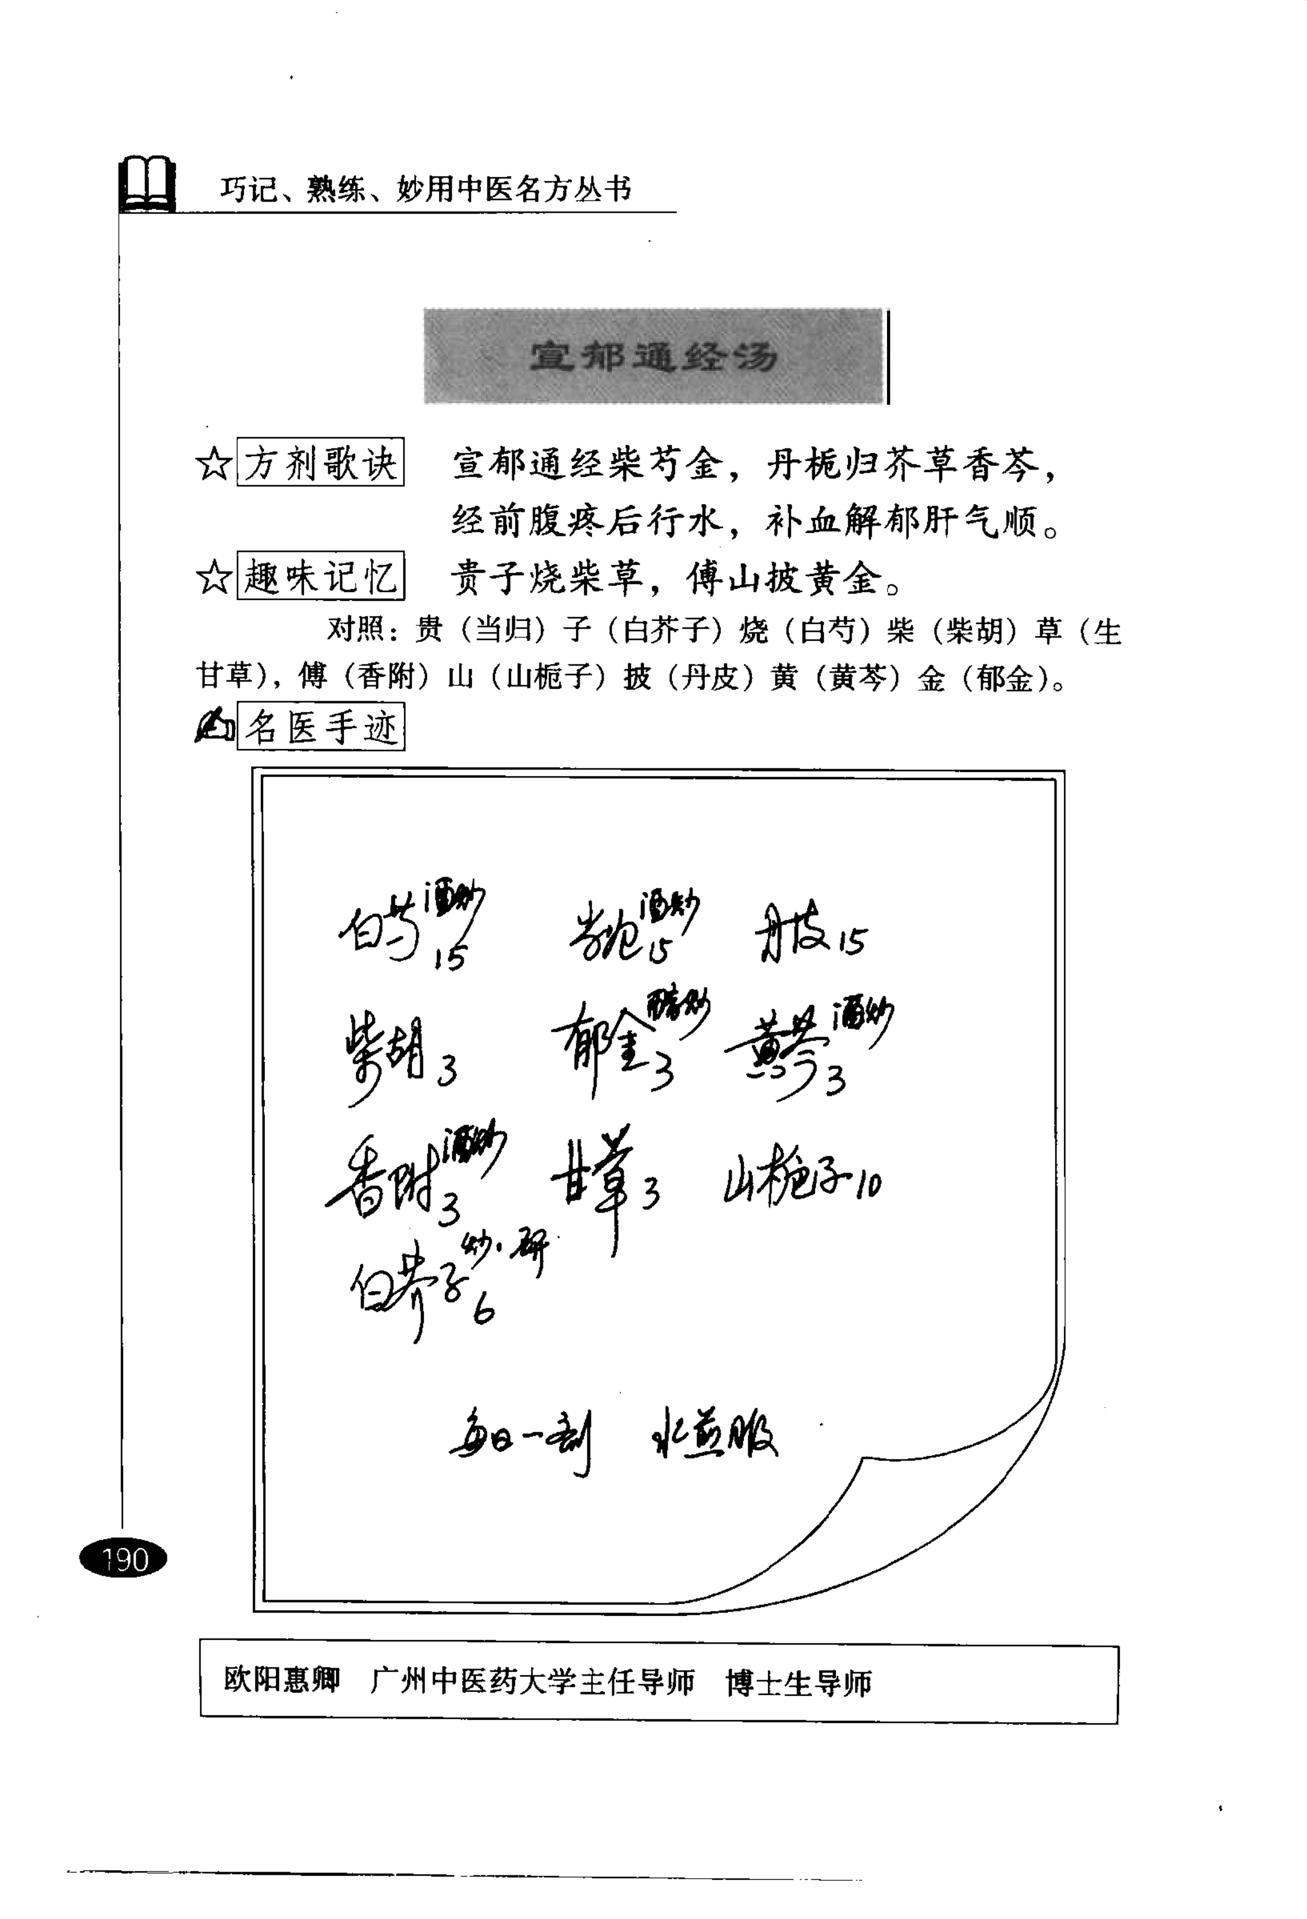 巧记、熟练、妙用中医名方丛书
宣郁通经汤
☆方剂歌诀 宣郁通经柴芍金，丹栀归芥草香芩，
经前腹疼后行水，补血解郁肝气顺。
☆趣味记忆 贵子烧柴草，傅山披黄金。
对照：贵（当归）子（白芥子）烧（白芍）柴（柴胡）草（生
甘草），傅（香附）山（山栀子）披（丹皮）黄（黄芩）金（郁金）。
名医手迹
白芍酒炒15 当归酒炒15 丹皮15
柴胡3 郁金醋炒3 黄芩酒炒3
香附酒炒3 甘草3 山栀子10
白芥子炒·研6
每日一剂 水煎服
190
欧阳惠卿 广州中医药大学主任导师 博士生导师